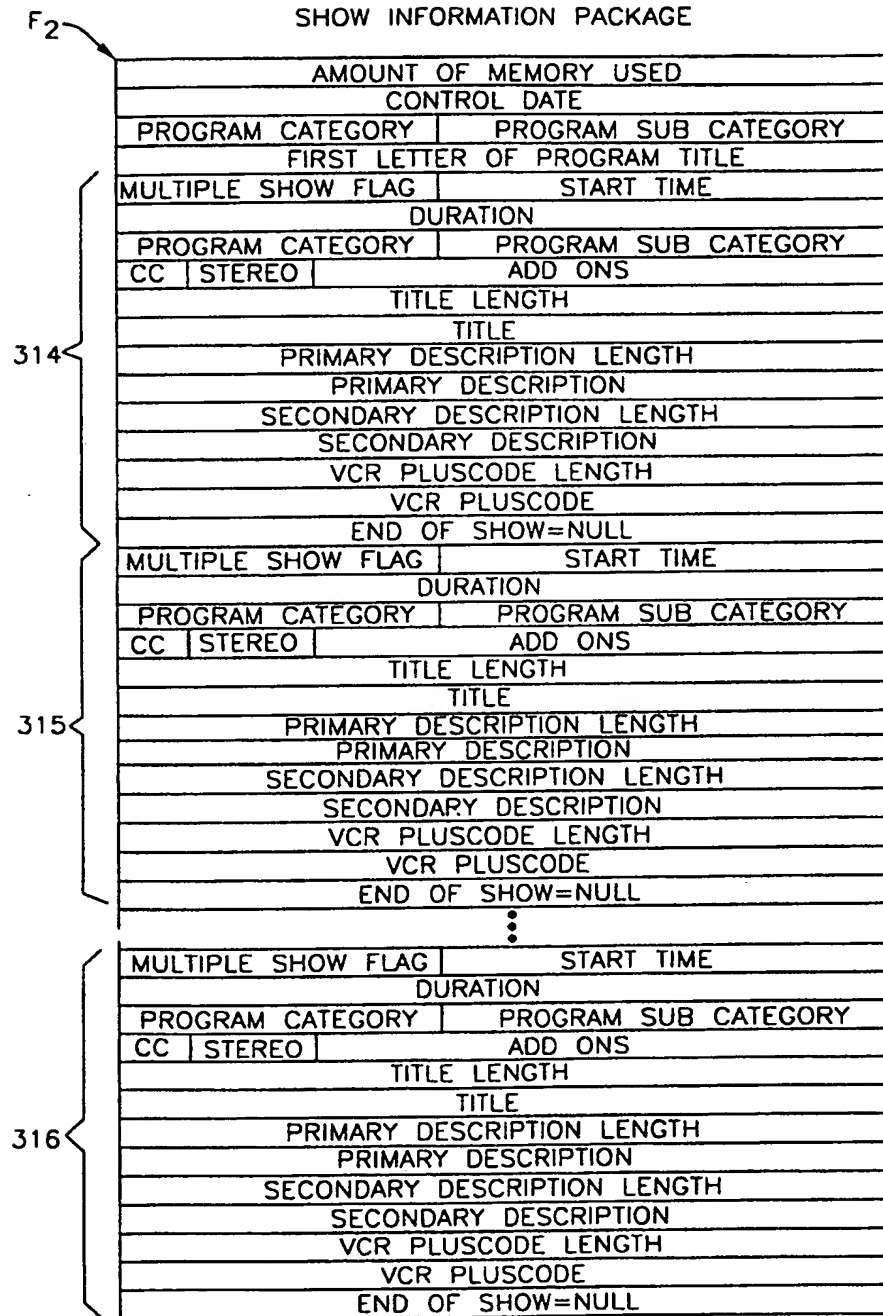 SHOW INFORMATION PACKAGE
F2
AMOUNT OF MEMORY USED
CONTROL DATE
PROGRAM CATEGORY PROGRAM SUB CATEGORY
FIRST LETTER OF PROGRAM TITLE
MULTIPLE SHOW FLAG START TIME
DURATION
PROGRAM CATEGORY PROGRAM SUB CATEGORY
CC STEREO ADD ONS
TITLE LENGTH
TITLE
314
PRIMARY DESCRIPTION LENGTH
PRIMARY DESCRIPTION
SECONDARY DESCRIPTION LENGTH
SECONDARY DESCRIPTION
VCR PLUSCODE LENGTH
VCR PLUSCODE
END OF SHOW=NULL
MULTIPLE SHOW FLAG START TIME
DURATION
PROGRAM CATEGORY PROGRAM SUB CATEGORY
CC STEREO ADD ONS
TITLE LENGTH
TITLE
315
PRIMARY DESCRIPTION LENGTH
PRIMARY DESCRIPTION
SECONDARY DESCRIPTION LENGTH
SECONDARY DESCRIPTION
VCR PLUSCODE LENGTH
VCR PLUSCODE
END OF SHOW=NULL
MULTIPLE SHOW FLAG START TIME
DURATION
PROGRAM CATEGORY PROGRAM SUB CATEGORY
CC STEREO ADD ONS
TITLE LENGTH
TITLE
316
PRIMARY DESCRIPTION LENGTH
PRIMARY DESCRIPTION
SECONDARY DESCRIPTION LENGTH
SECONDARY DESCRIPTION
VCR PLUSCODE LENGTH
VCR PLUSCODE
END OF SHOW=NULL